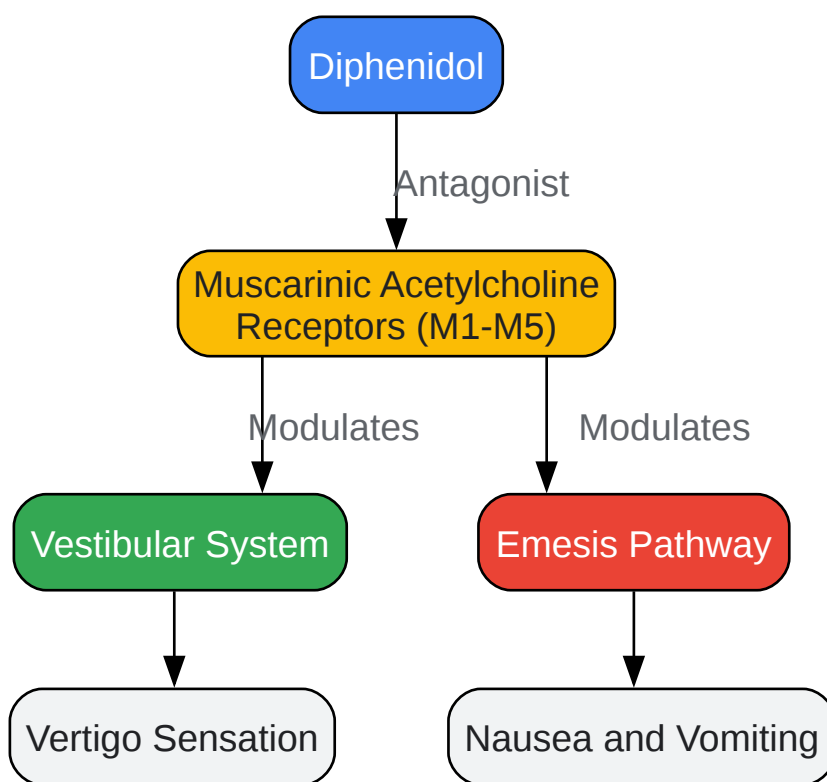 Diphenidol
Antagonist
Muscarinic Acetylcholine
Receptors (M1-M5)
Modulates
Modulates
Vestibular System
Emesis Pathway
Vertigo Sensation
Nausea and Vomiting